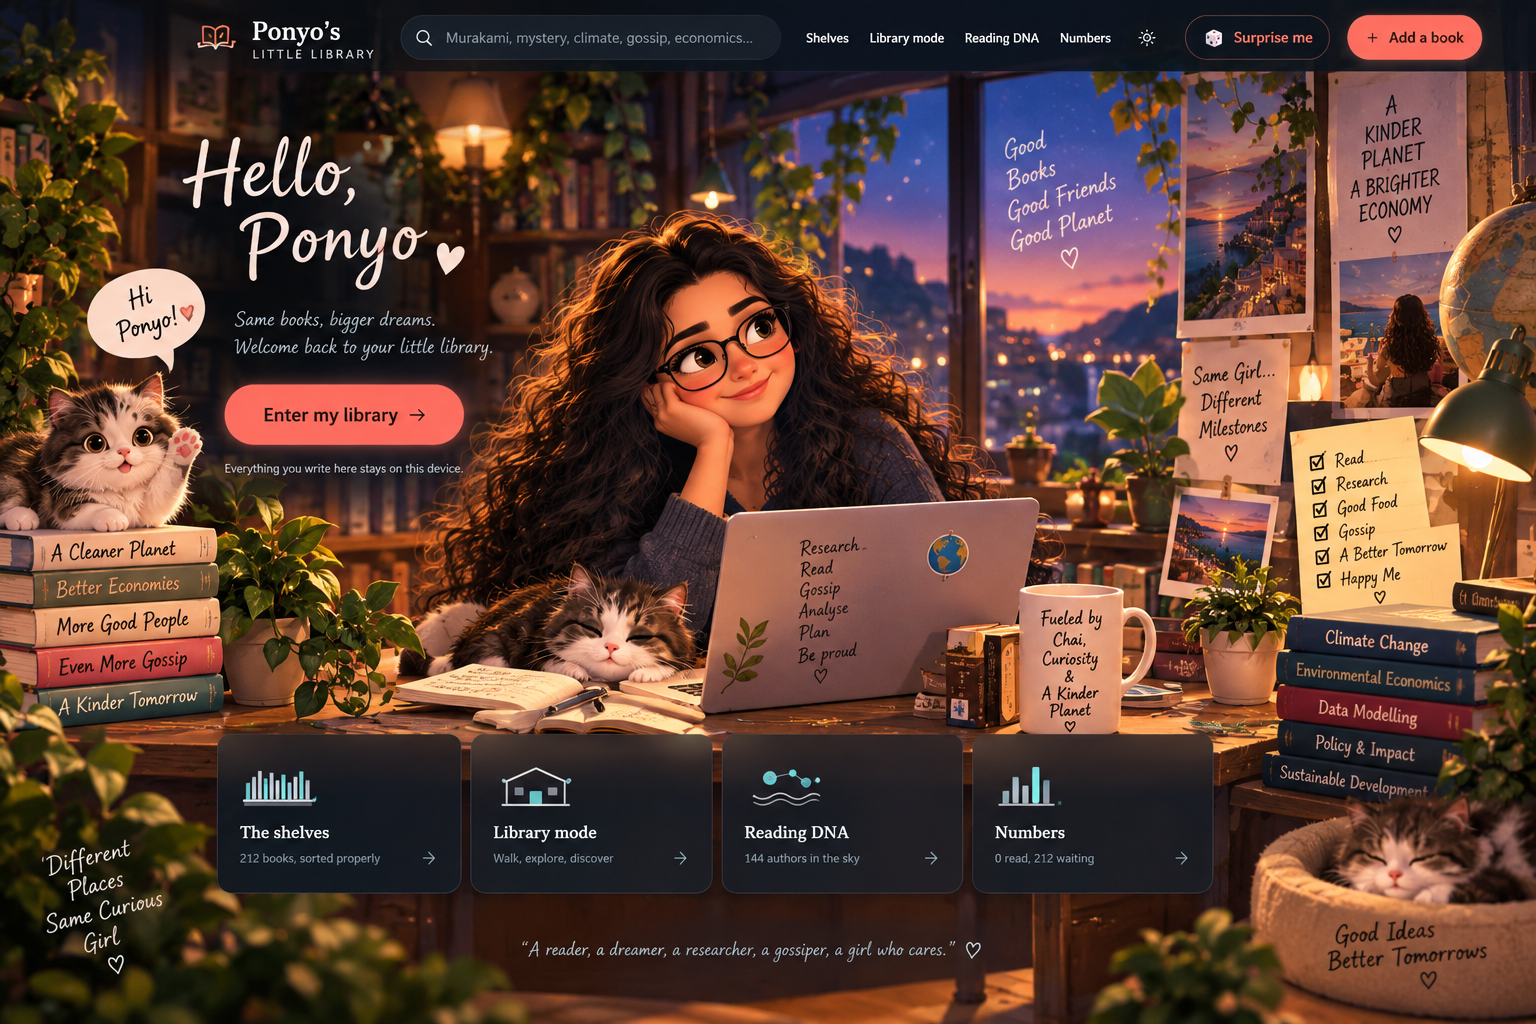 Ponyo's
LITTLE LIBRARY
Murakami, mystery, climate, gossip, economics...
Shelves
Library mode
Reading DNA
Numbers
Surprise me
+ Add a book
Hello,
Ponyo
Hi
Ponyo!
Same books, bigger dreams.
Welcome back to your little library.
Enter my library →
Everything you write here stays on this device.
Good
Books
Good Friends
Good Planet
A
KINDER
PLANET
A BRIGHTER
ECONOMY
Same Girl...
Different
Milestones
Read
Research
Good Food
Gossip
A Better Tomorrow
Happy Me
A Cleaner Planet
Better Economies
More Good People
Even More Gossip
A Kinder Tomorrow
Research
Read
Gossip
Analyse
Plan
Be proud
Fueled by
Chai,
Curiosity
&
A Kinder
Planet
Climate Change
Environmental Economics
Data Modelling
Policy & Impact
Sustainable Development
The shelves
212 books, sorted properly →
Library mode
Walk, explore, discover →
Reading DNA
144 authors in the sky →
Numbers
0 read, 212 waiting →
'Different
Places
Same Curious
Girl
"A reader, a dreamer, a researcher, a gossiper, a girl who cares."
Good Ideas
Better Tomorrows